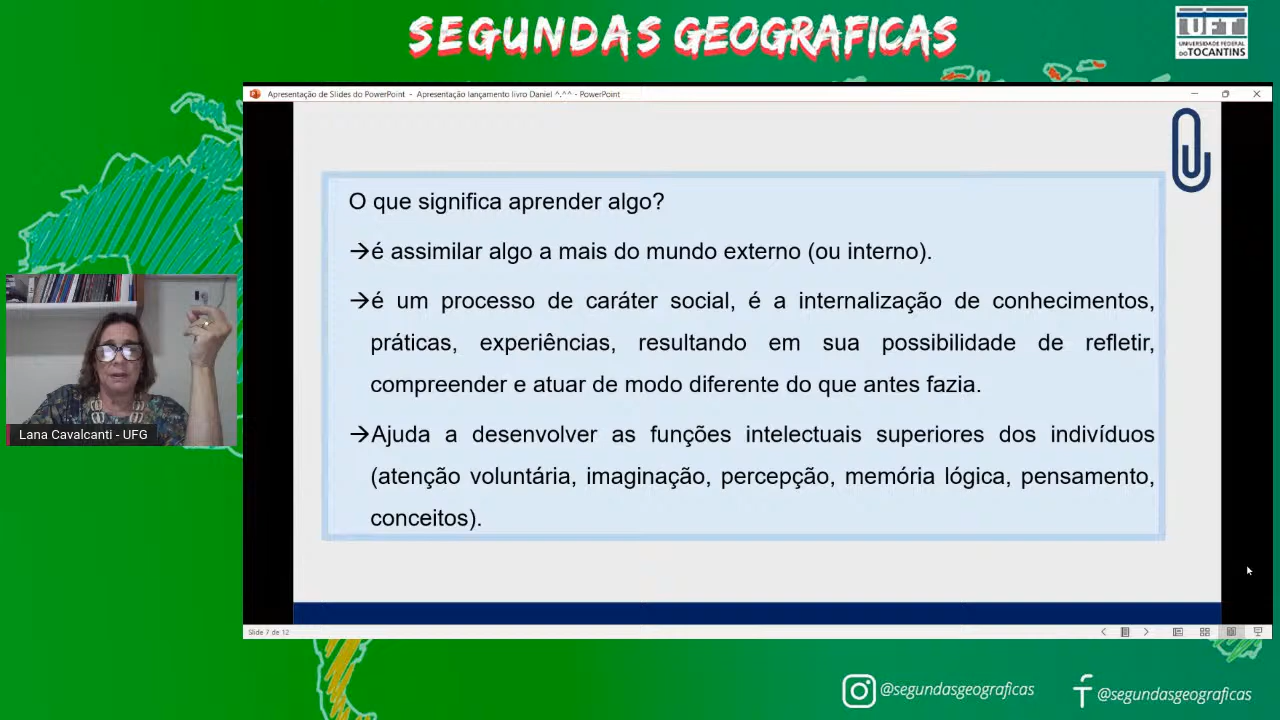 SEGUNDAS GEOGRAFICAS
UFT
UNIVERSIDADE FEDERAL
DO TOCANTINS
Apresentação de Slides do PowerPoint - Apresentação lançamento livro Daniel ^.^^ - PowerPoint
O que significa aprender algo?
→é assimilar algo a mais do mundo externo (ou interno).
→é um processo de caráter social, é a internalização de conhecimentos,
práticas, experiências, resultando em sua possibilidade de refletir,
compreender e atuar de modo diferente do que antes fazia.
→Ajuda a desenvolver as funções intelectuais superiores dos indivíduos
(atenção voluntária, imaginação, percepção, memória lógica, pensamento,
conceitos).
Lana Cavalcanti - UFG
Slide 7 de 12
@segundasgeograficas
@segundasgeograficas